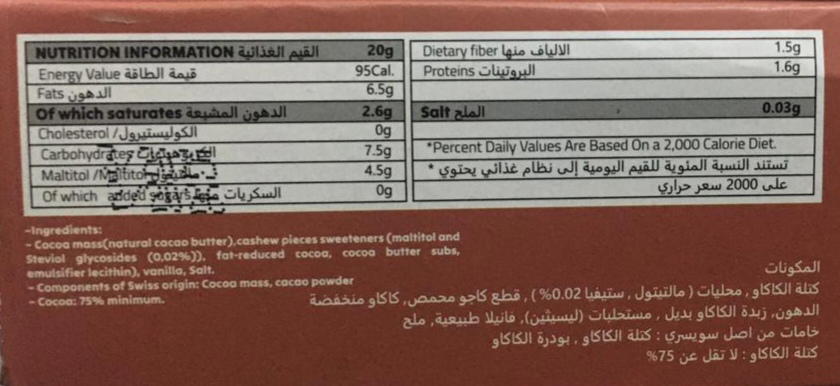 NUTRITION INFORMATION القيم الغذائية 20g
Energy Value قيمة الطاقة 95Cal.
Fats الدهون 6.5g
Of which saturates الدهون المشبعة 2.6g
Cholesterol / الكوليستيرول 0g
Carbohydrates 7.5g
Maltitol /Maltitol 4.5g
Of which added sogars السكريات 0g
Dietary fiber الالياف منها 1.5g
Proteins البروتينات 1.6g
Salt الملح 0.03g
*Percent Daily Values Are Based On a 2,000 Calorie Diet.
تستند النسبة المئوية للقيم اليومية إلى نظام غذائي يحتوي *
على 2000 سعر حراري
-Ingredients:
- Cocoa mass(natural cacao butter),cashew pieces sweeteners (maltitol and
Steviol glycosides (0,02%)), fat-reduced cocoa, cocoa butter subs,
emulsifier lecithin), vanilla, Salt.
- Components of Swiss origin: Cocoa mass, cacao powder
- Cocoa: 75% minimum.
المكونات
كتلة الكاكاو , محليات ( مالتيتول , ستيفيا 0.02% ) , قطع كاجو محمص, كاكاو منخفضة
الدهون, زبدة الكاكاو بديل , مستحلبات (ليسيثين), فانيلا طبيعية, ملح
خامات من اصل سويسري : كتلة الكاكاو , بودرة الكاكاو
كتلة الكاكاو : لا تقل عن 75%